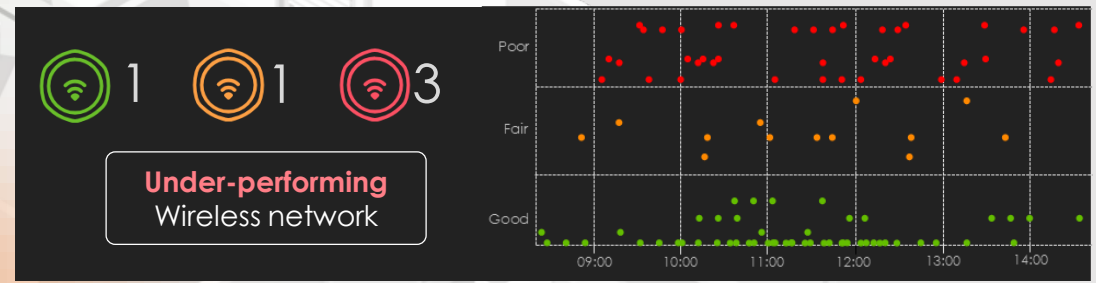 1
1
3
Under-performing
Wireless network
Poor
Fair
Good
09:00 10:00 11:00 12:00 13:00 14:00